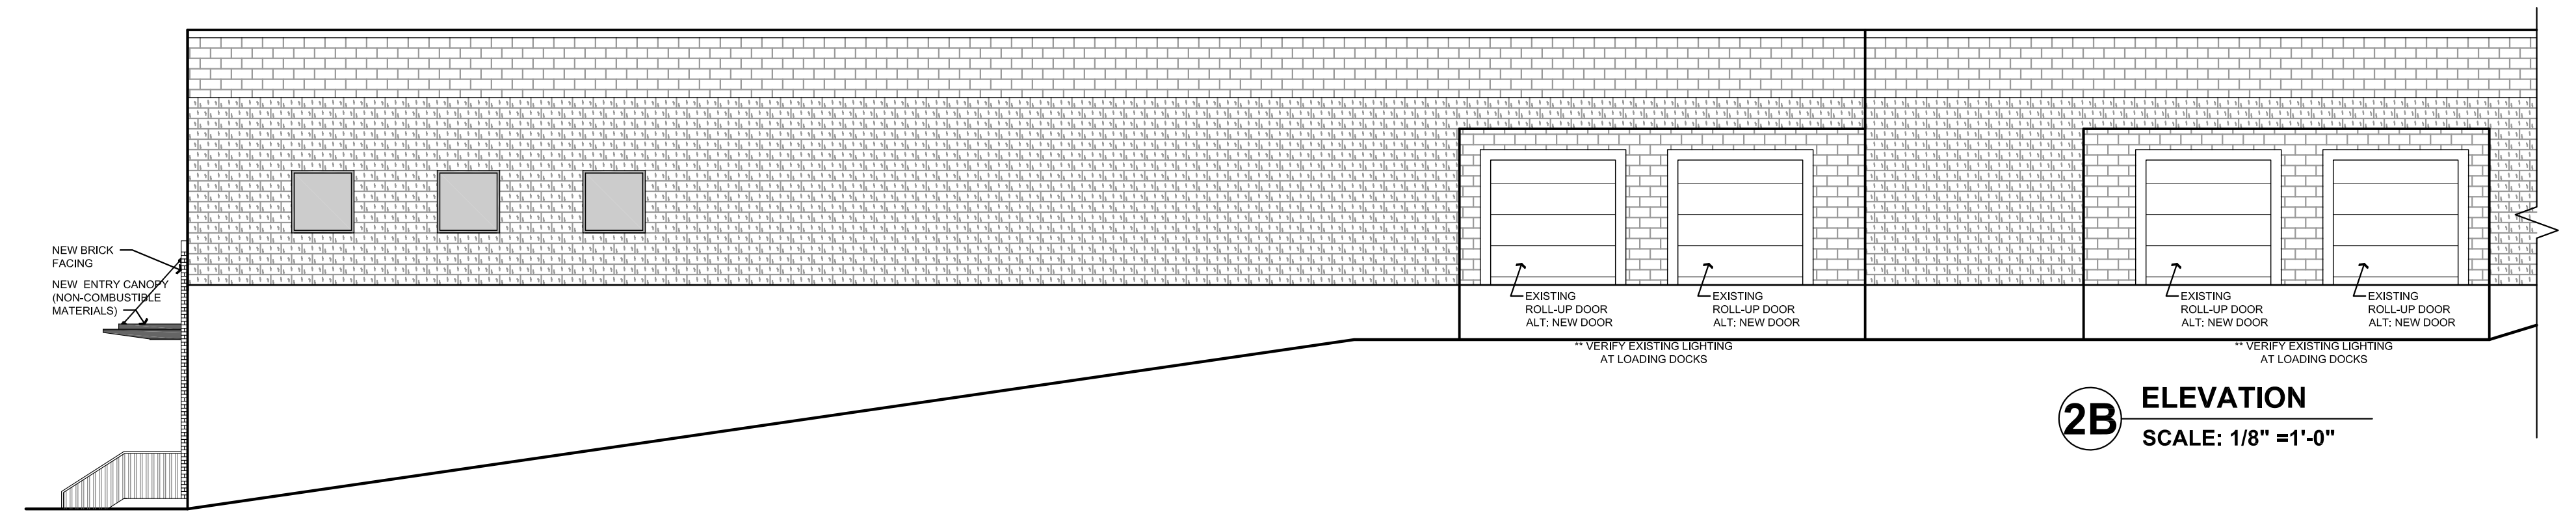 NEW BRICK
FACING
NEW ENTRY CANOPY
(NON-COMBUSTIBLE
MATERIALS)
EXISTING
ROLL-UP DOOR
ALT: NEW DOOR
EXISTING
ROLL-UP DOOR
ALT: NEW DOOR
** VERIFY EXISTING LIGHTING
AT LOADING DOCKS
EXISTING
ROLL-UP DOOR
ALT: NEW DOOR
EXISTING
ROLL-UP DOOR
ALT: NEW DOOR
** VERIFY EXISTING LIGHTING
AT LOADING DOCKS
2B
ELEVATION
SCALE: 1/8" =1'-0"